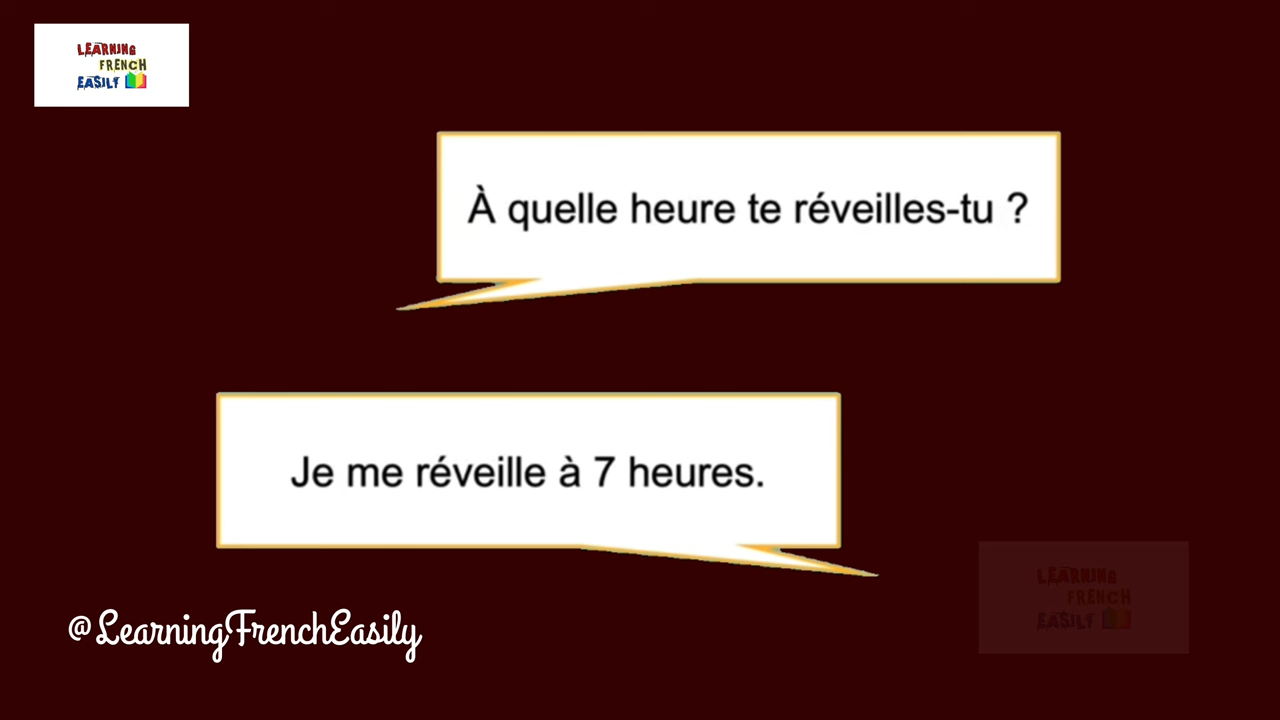 LEARNING
FRENCH
EASILY
À quelle heure te réveilles-tu ?
Je me réveille à 7 heures.
@LearningFrenchEasily
LEARNING
FRENCH
EASILY